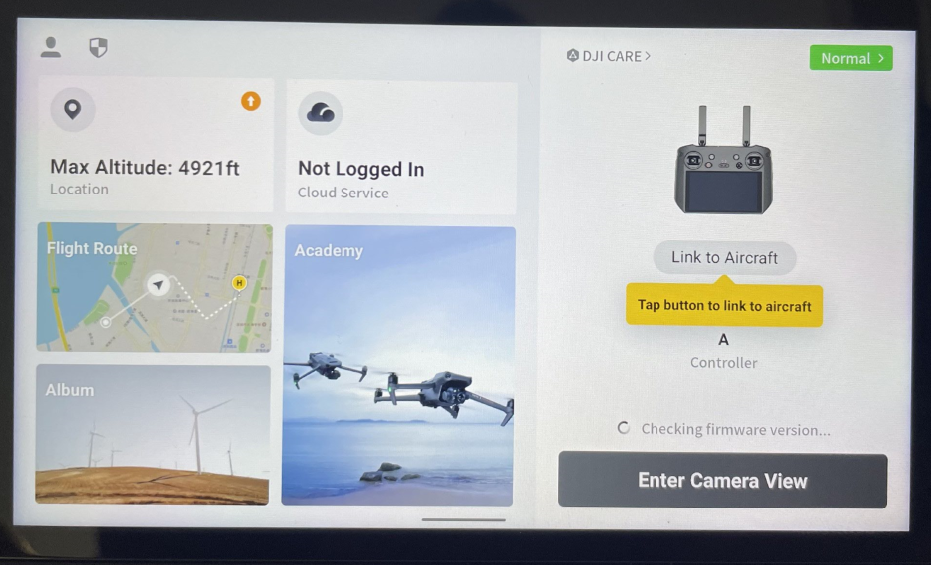 DJI CARE >
Normal >
Max Altitude: 4921ft
Location
Not Logged In
Cloud Service
Flight Route
H
Academy
Album
Link to Aircraft
Tap button to link to aircraft
A
Controller
Checking firmware version...
Enter Camera View